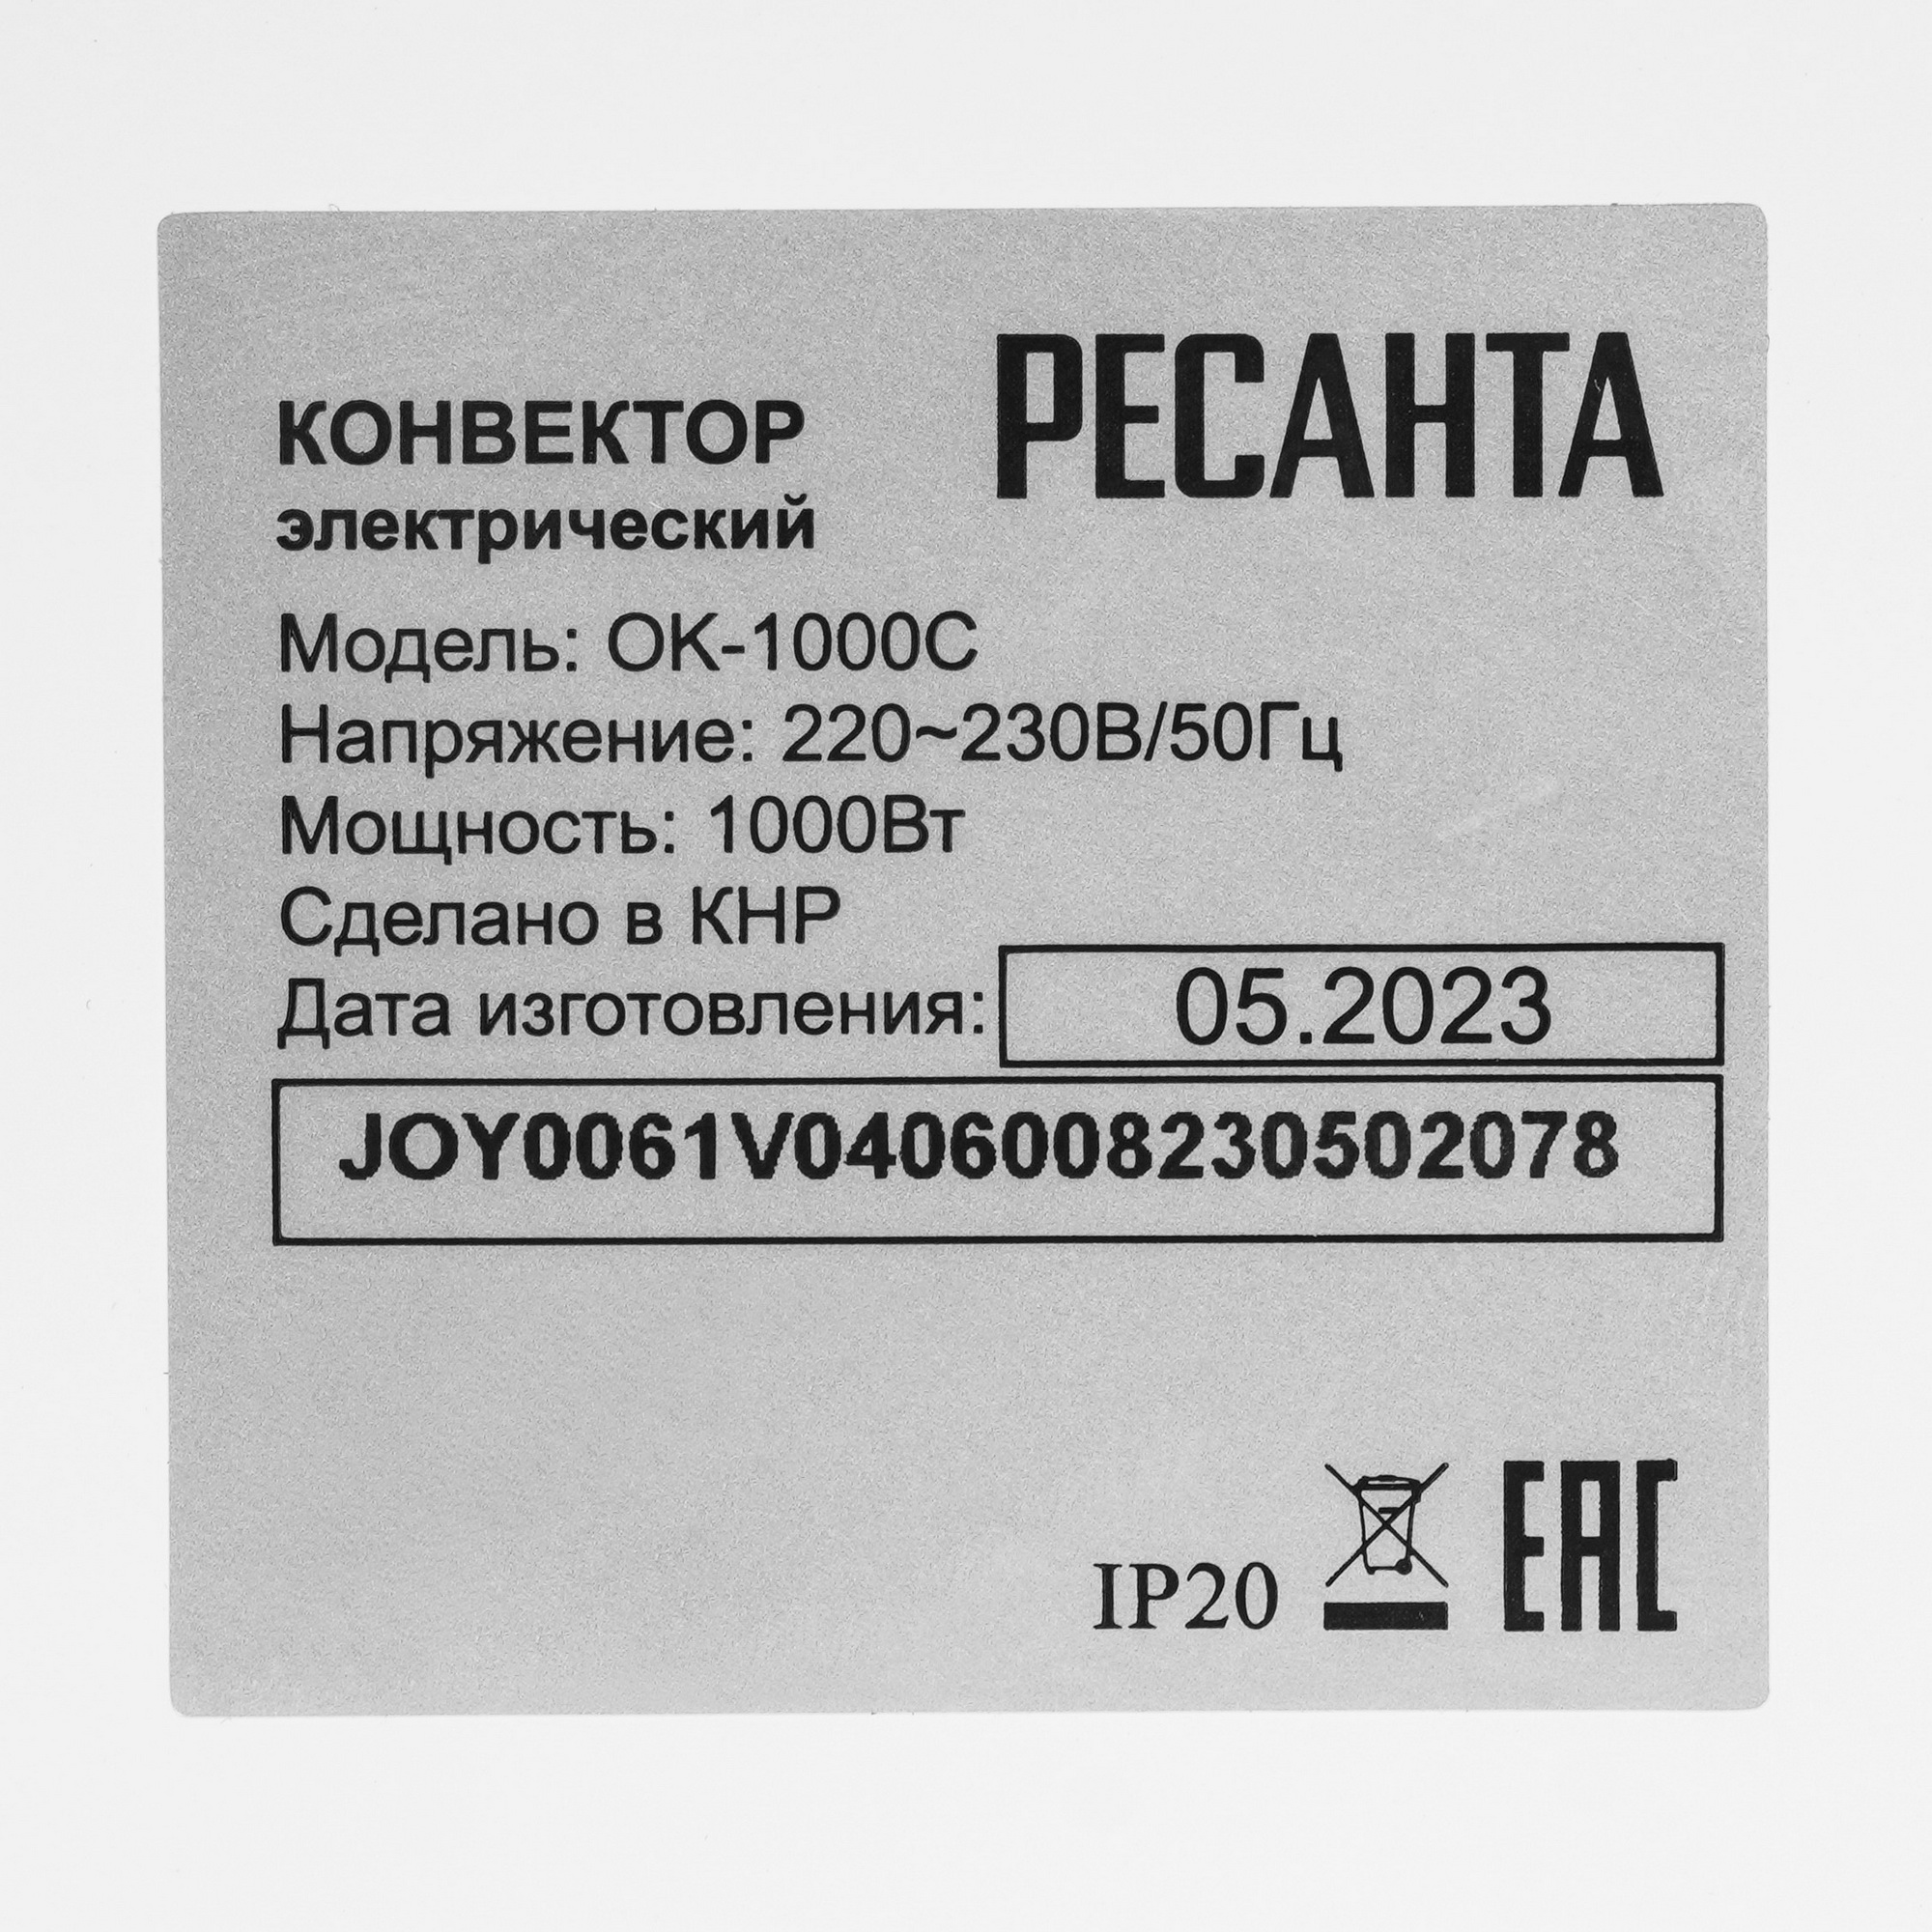 РЕСАНТА
КОНВЕКТОР
электрический
Модель: ОК-1000С
Напряжение: 220~230В/50Гц
Мощность: 1000Вт
Сделано в КНР
Дата изготовления: 05.2023
JOY0061V0406008230502078
IP20 EAC